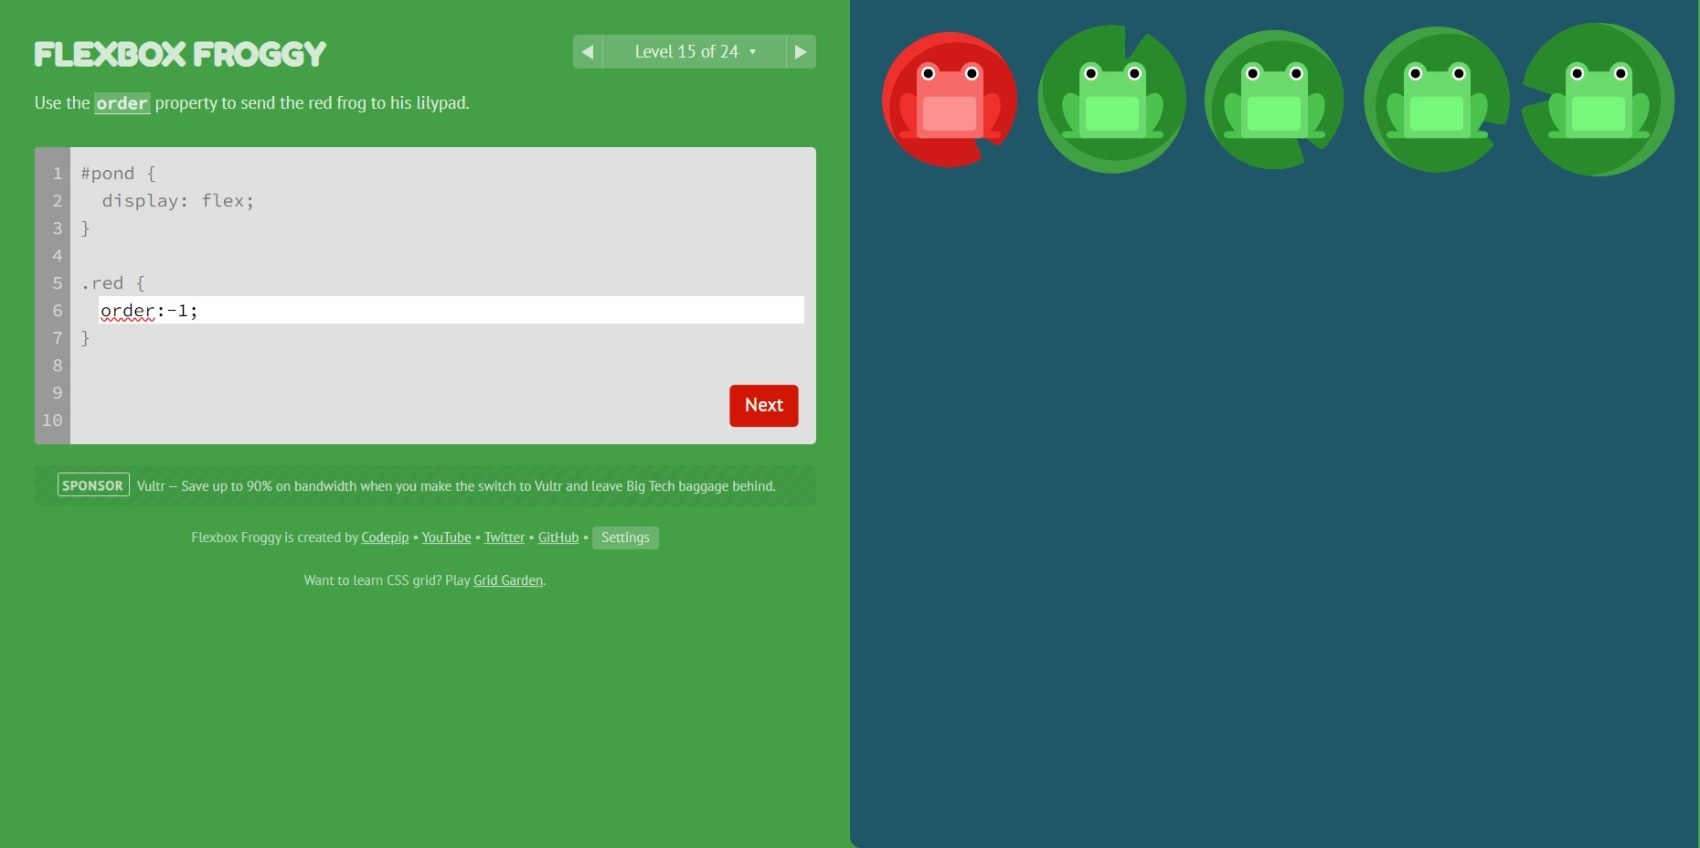 FLEXBOX FROGGY
◀ Level 15 of 24 ▾ ▶
Use the order property to send the red frog to his lilypad.
1 #pond {
2   display: flex;
3 }
4
5 .red {
6   order:-1;
7 }
8
9
10
Next
SPONSOR Vultr — Save up to 90% on bandwidth when you make the switch to Vultr and leave Big Tech baggage behind.
Flexbox Froggy is created by Codepip • YouTube • Twitter • GitHub • Settings
Want to learn CSS grid? Play Grid Garden.